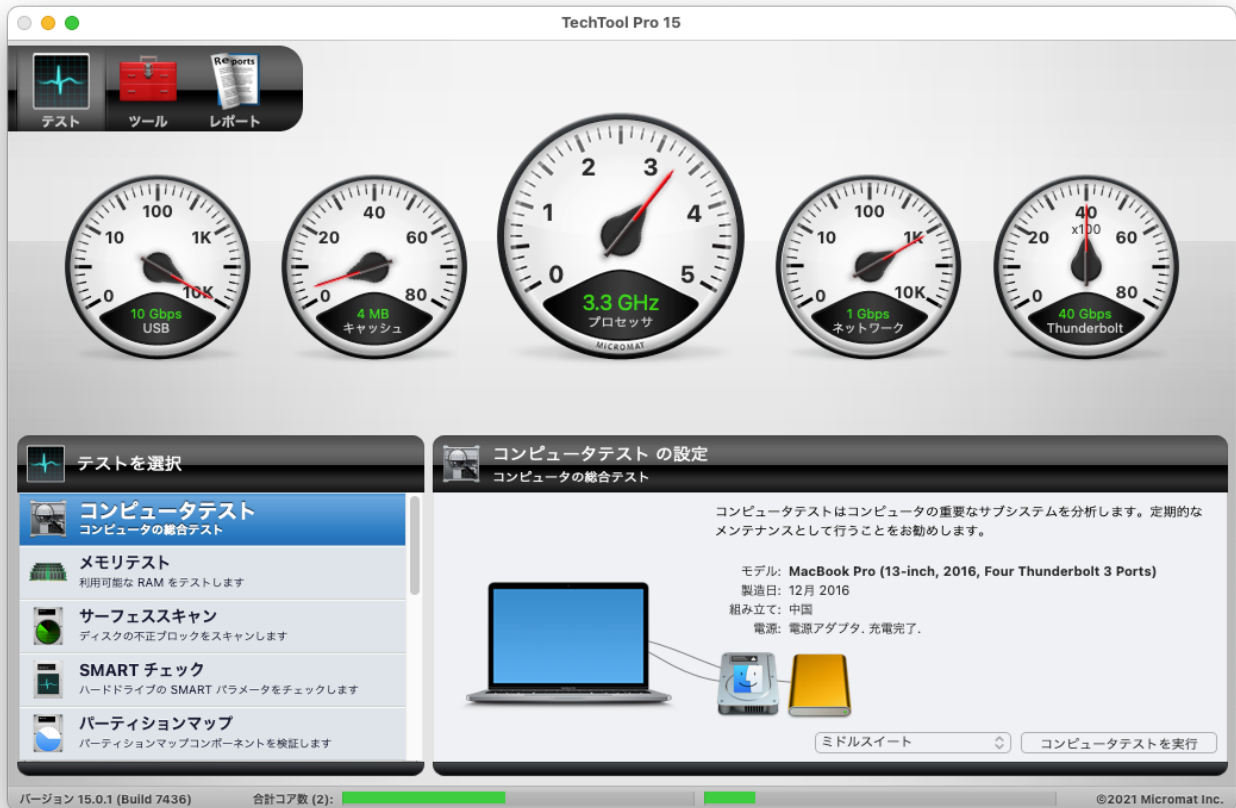 TechTool Pro 15
Reports
テスト
ツール
レポート
0
10
100
1K
10K
10 Gbps
USB
0
20
40
60
80
4 MB
キャッシュ
0
1
2
3
4
5
3.3 GHz
プロセッサ
MICROMAT
0
10
100
1K
10K
1 Gbps
ネットワーク
0
20
40
x100
60
80
40 Gbps
Thunderbolt
テストを選択
コンピュータテスト
コンピュータの総合テスト
メモリテスト
利用可能な RAM をテストします
サーフェススキャン
ディスクの不正ブロックをスキャンします
SMART チェック
ハードドライブの SMART パラメータをチェックします
パーティションマップ
パーティションマップコンポーネントを検証します
コンピュータテスト の設定
コンピュータの総合テスト
コンピュータテストはコンピュータの重要なサブシステムを分析します。定期的な
メンテナンスとして行うことをお勧めします。
モデル: MacBook Pro (13-inch, 2016, Four Thunderbolt 3 Ports)
製造日: 12月 2016
組み立て: 中国
電源: 電源アダプタ. 充電完了.
ミドルスイート
コンピュータテストを実行
バージョン 15.0.1 (Build 7436)
合計コア数 (2):
©2021 Micromat Inc.